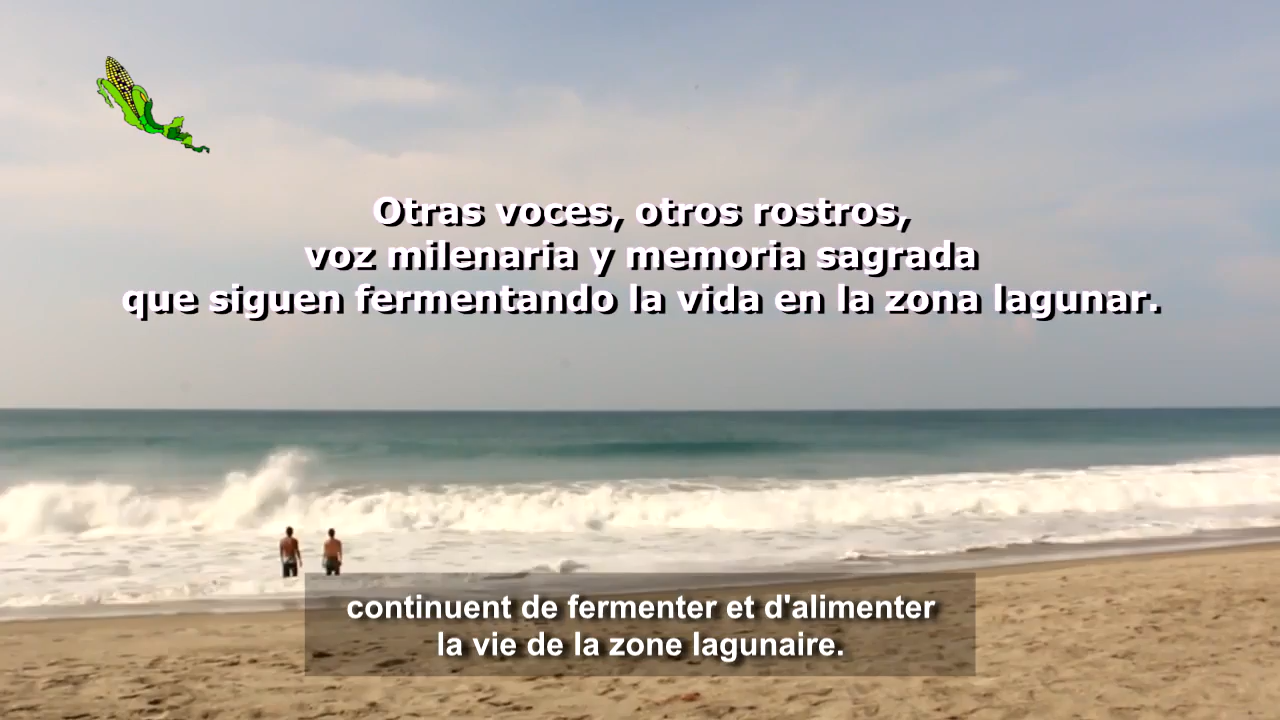 Otras voces, otros rostros,
voz milenaria y memoria sagrada
que siguen fermentando la vida en la zona lagunar.
continuent de fermenter et d'alimenter
la vie de la zone lagunaire.